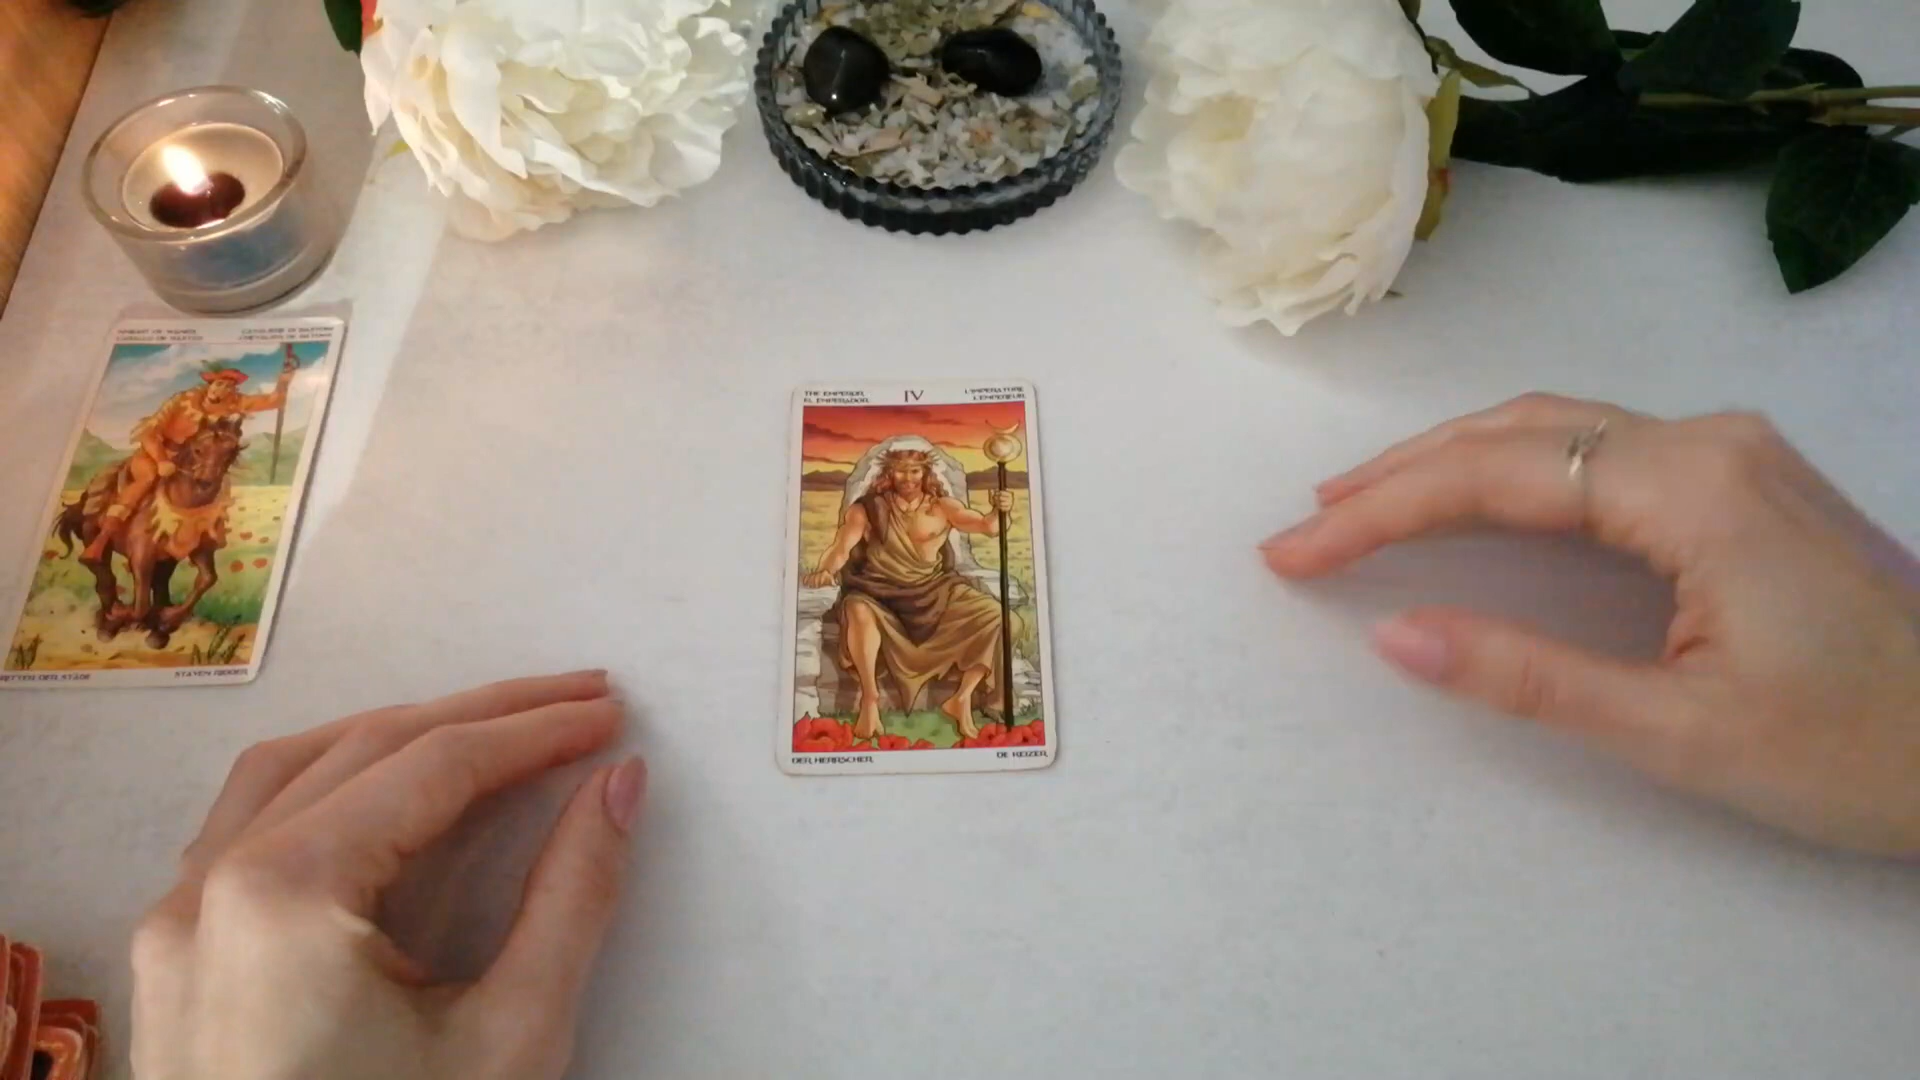 KNIGHT OF WANDS
CABALLO DE BASTOS
CAVALIERE DI BASTONI
CHEVALIER DE BATONS
RITTER DER STÄBE
STAVEN RIDDER
THE EMPEROR
EL EMPERADOR
IV
L'IMPERATORE
L'EMPEREUR
DER HERRSCHER
DE KEIZER